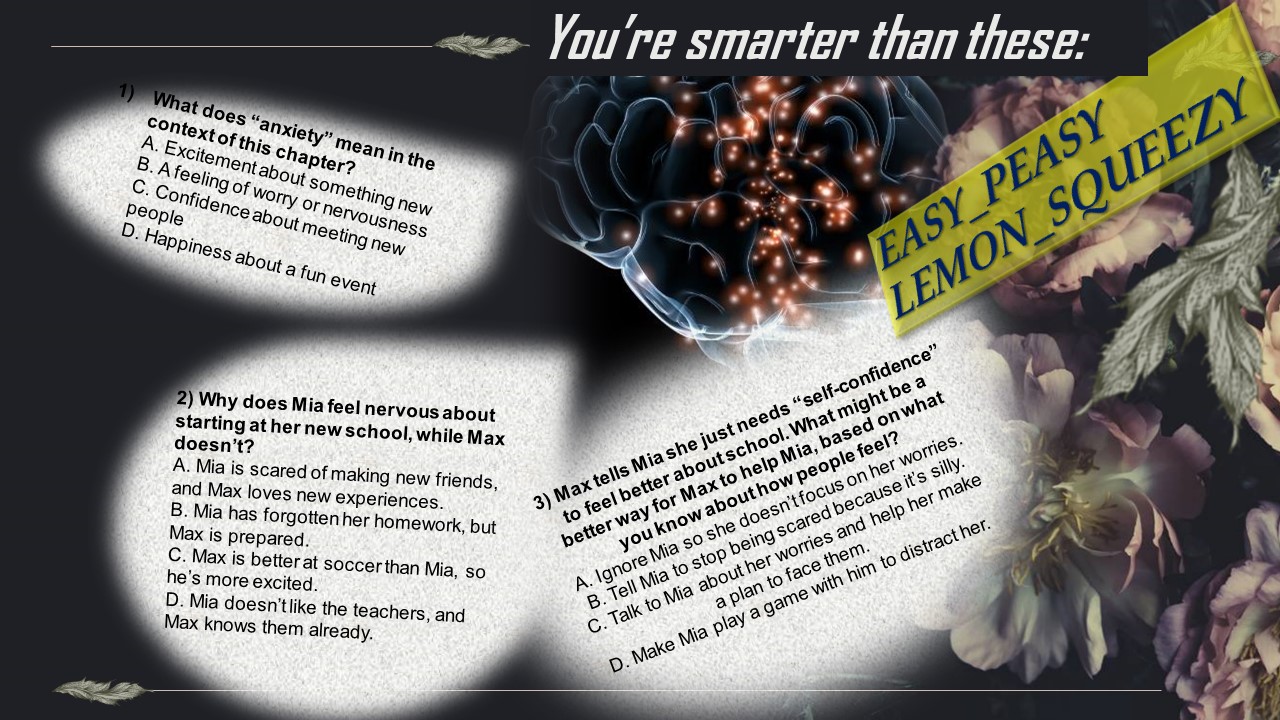 You're smarter than these:
EASY_PEASY
LEMON_SQUEEZY
1) What does “anxiety” mean in the
context of this chapter?
A. Excitement about something new
B. A feeling of worry or nervousness
C. Confidence about meeting new
people
D. Happiness about a fun event
2) Why does Mia feel nervous about
starting at her new school, while Max
doesn’t?
A. Mia is scared of making new friends,
and Max loves new experiences.
B. Mia has forgotten her homework, but
Max is prepared.
C. Max is better at soccer than Mia, so
he’s more excited.
D. Mia doesn’t like the teachers, and
Max knows them already.
3) Max tells Mia she just needs “self-confidence”
to feel better about school. What might be a
better way for Max to help Mia, based on what
you know about how people feel?
A. Ignore Mia so she doesn’t focus on her worries.
B. Tell Mia to stop being scared because it’s silly.
C. Talk to Mia about her worries and help her make
a plan to face them.
D. Make Mia play a game with him to distract her.